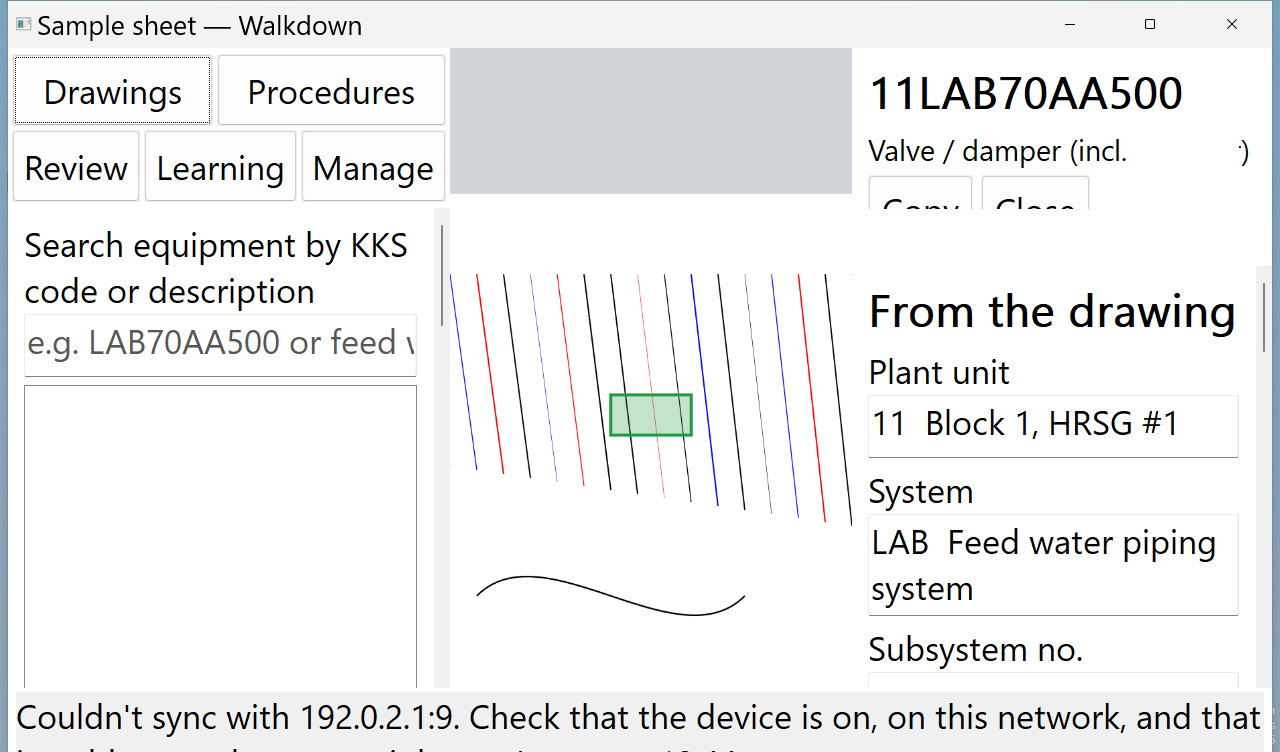 Sample sheet — Walkdown
Drawings
Procedures
Review
Learning
Manage
Search equipment by KKS
code or description
e.g. LAB70AA500 or feed
11LAB70AA500
Valve / damper (incl.
)
Copy
Close
From the drawing
Plant unit
11 Block 1, HRSG #1
System
LAB Feed water piping
system
Subsystem no.
Couldn't sync with 192.0.2.1:9. Check that the device is on, on this network, and that